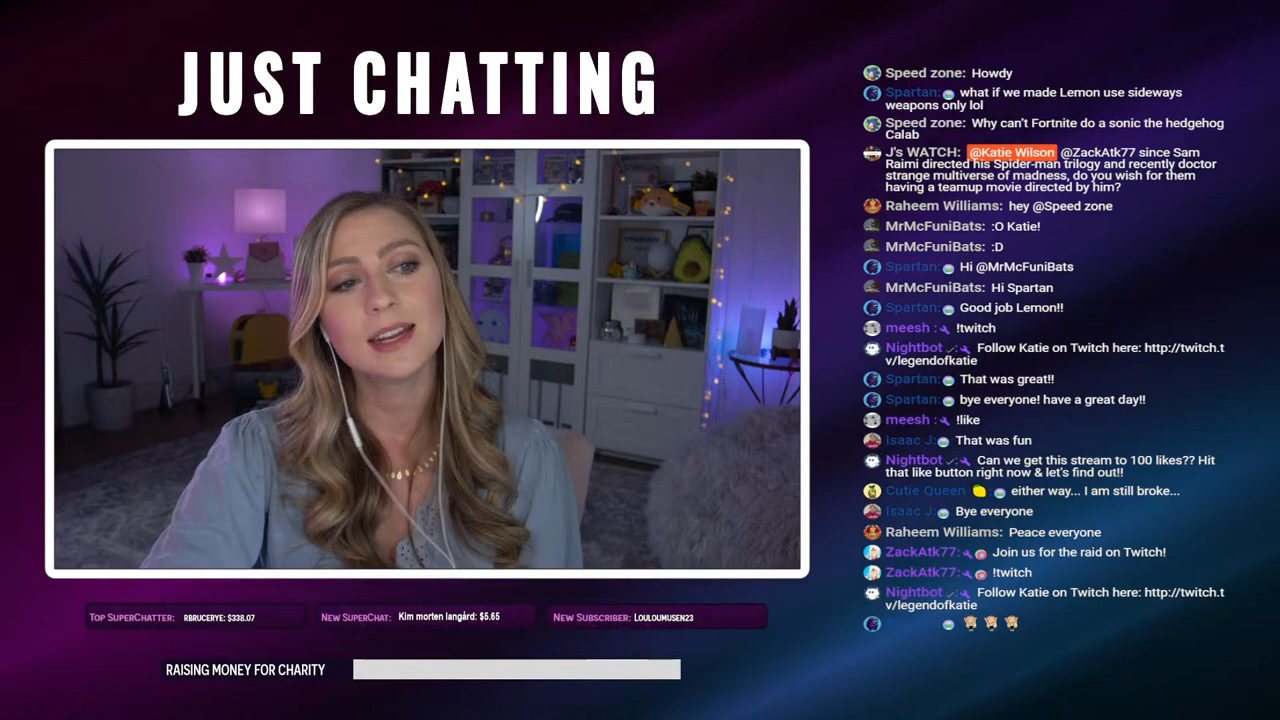 JUST CHATTING
Speed zone: Howdy
Spartan: what if we made Lemon use sideways
weapons only lol
Speed zone: Why can't Fortnite do a sonic the hedgehog
Calab
J's WATCH: @Katie Wilson @ZackAtk77 since Sam
Raimi directed his Spider-man trilogy and recently doctor
strange multiverse of madness, do you wish for them
having a teamup movie directed by him?
Raheem Williams: hey @Speed zone
MrMcFuniBats: :O Katie!
MrMcFuniBats: :D
Spartan: Hi @MrMcFuniBats
MrMcFuniBats: Hi Spartan
Spartan: Good job Lemon!!
meesh : !twitch
Nightbot : Follow Katie on Twitch here: http://twitch.t
v/legendofkatie
Spartan: That was great!!
Spartan: bye everyone! have a great day!!
meesh : !like
Isaac J: That was fun
Nightbot : Can we get this stream to 100 likes?? Hit
that like button right now & let's find out!!
Cutie Queen 🍋: either way... I am still broke...
Isaac J: Bye everyone
Raheem Williams: Peace everyone
ZackAtk77: Join us for the raid on Twitch!
ZackAtk77: !twitch
Nightbot : Follow Katie on Twitch here: http://twitch.t
v/legendofkatie
TOP SUPERCHATTER: RBRUCERYE: $338.07
NEW SUPERCHAT: Kim morten langård: $5.65
NEW SUBSCRIBER: LOULOUMUSEN23
RAISING MONEY FOR CHARITY